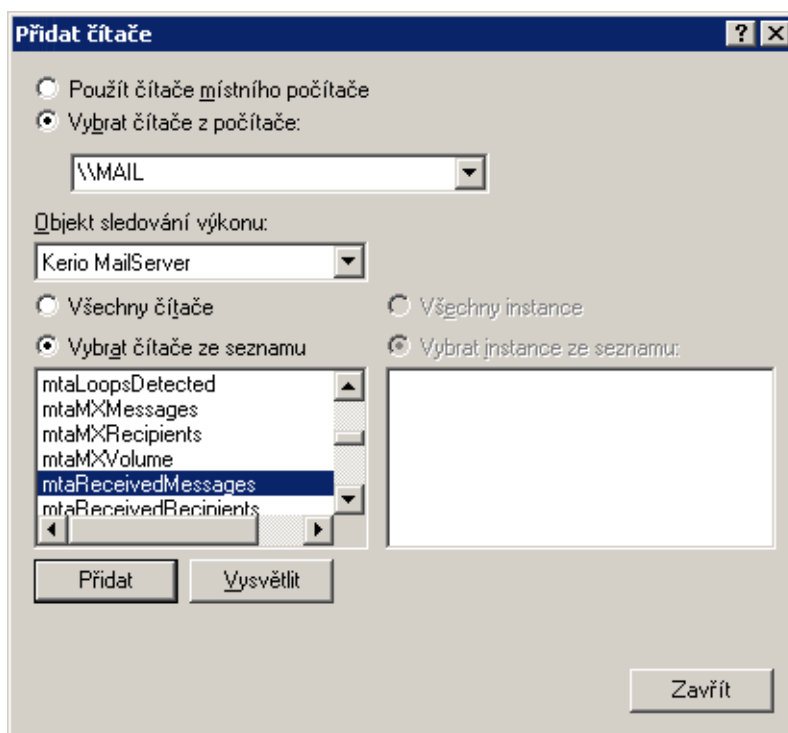 Přidat čítače
Použít čítače místního počítače
Vybrat čítače z počítače:
\\MAIL
Objekt sledování výkonu:
Kerio MailServer
Všechny čítače
Všechny instance
Vybrat čítače ze seznamu
Vybrat instance ze seznamu:
mtaLoopsDetected
mtaMXMessages
mtaMXRecipients
mtaMXVolume
mtaReceivedMessages
mtaReceivedRecipients
Přidat
Vysvětlit
Zavřít